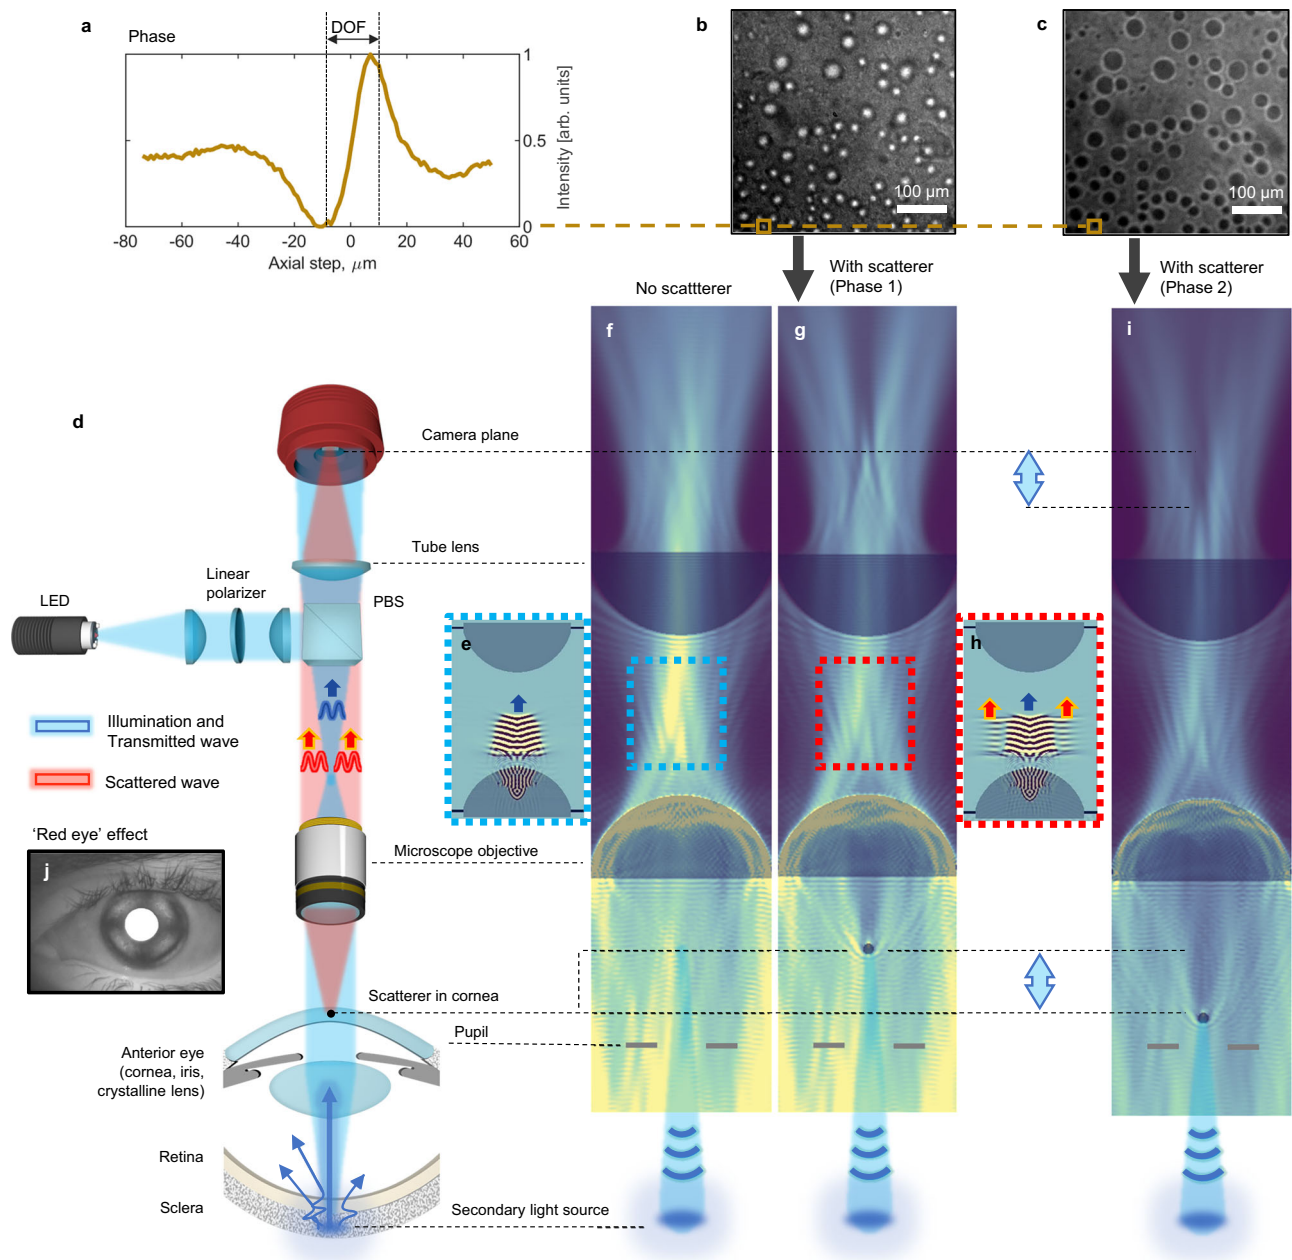 a
Phase
DOF
1
0.5
0
Intensity [arb. units]
-80 -60 -40 -20 0 20 40 60
Axial step, μm
b
100 μm
c
100 μm
With scatterer
(Phase 1)
With scatterer
(Phase 2)
No scattterer
f
g
i
d
Camera plane
Tube lens
Linear
polarizer
LED
PBS
e
h
Illumination and
Transmitted wave
Scattered wave
'Red eye' effect
j
Microscope objective
Scatterer in cornea
Pupil
Anterior eye
(cornea, iris,
crystalline lens)
Retina
Sclera
Secondary light source